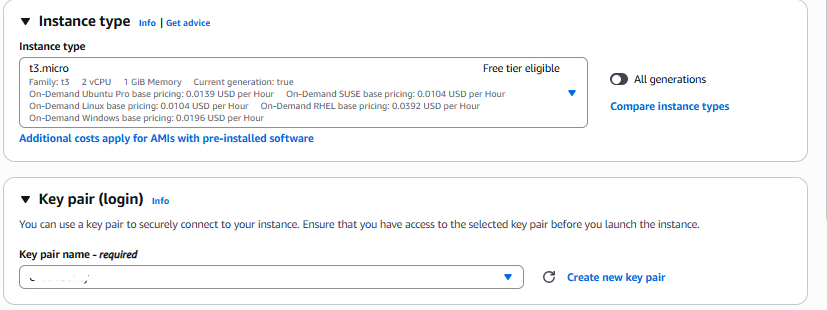 Instance type Info | Get advice
Instance type
t3.micro Free tier eligible
Family: t3 2 vCPU 1 GiB Memory Current generation: true
On-Demand Ubuntu Pro base pricing: 0.0139 USD per Hour On-Demand SUSE base pricing: 0.0104 USD per Hour
On-Demand Linux base pricing: 0.0104 USD per Hour On-Demand RHEL base pricing: 0.0392 USD per Hour
On-Demand Windows base pricing: 0.0196 USD per Hour
All generations
Compare instance types
Additional costs apply for AMIs with pre-installed software
Key pair (login) Info
You can use a key pair to securely connect to your instance. Ensure that you have access to the selected key pair before you launch the instance.
Key pair name - required
Create new key pair